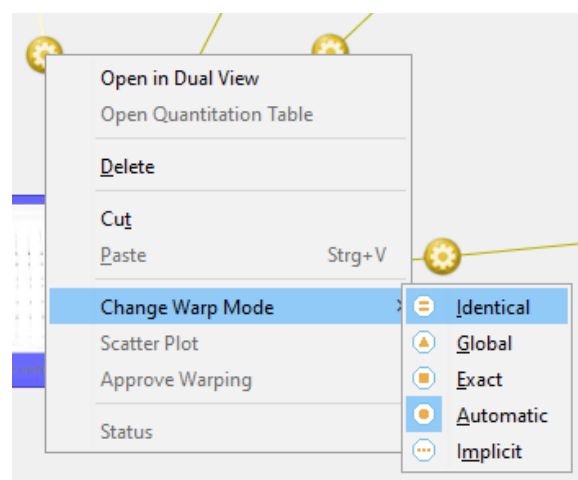 Open in Dual View
Open Quantitation Table
Delete
Cut
Paste Strg+V
Change Warp Mode
Identical
Scatter Plot
Global
Approve Warping
Exact
Automatic
Status
Implicit